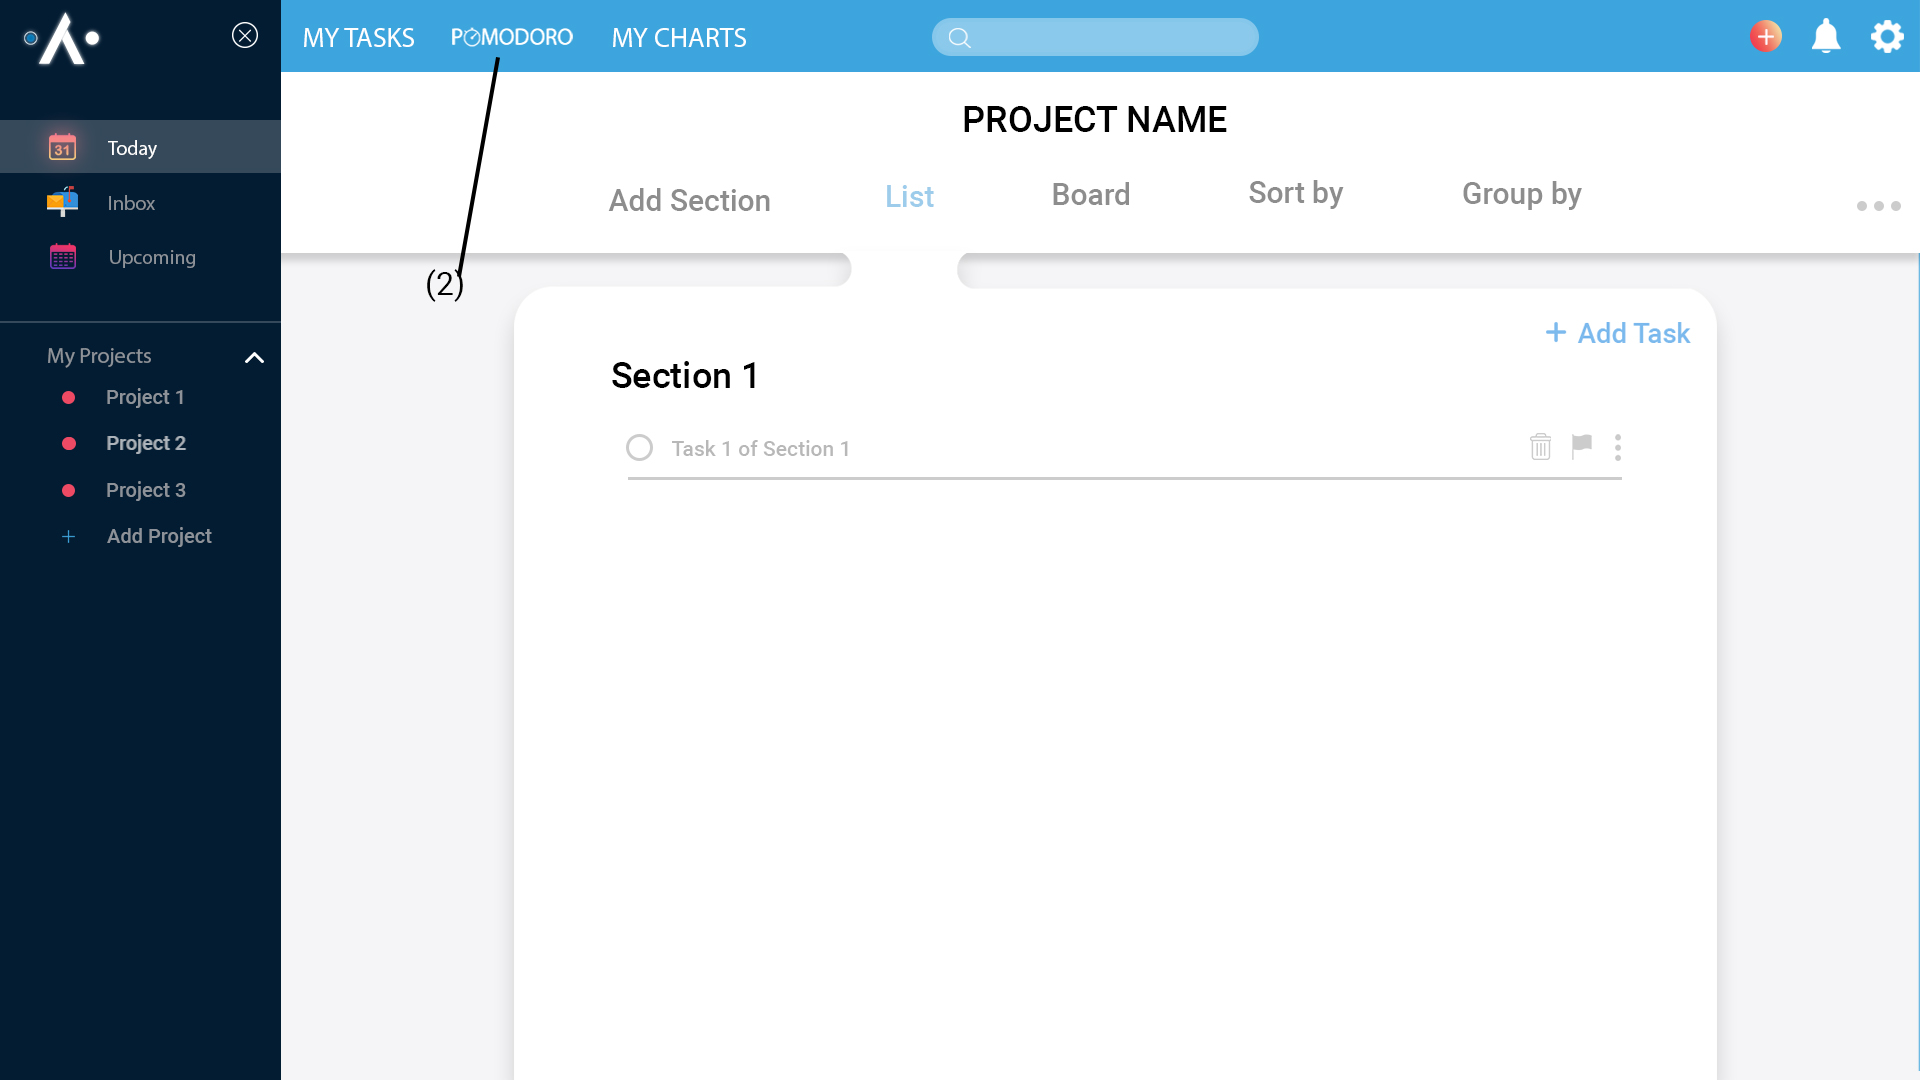 MY TASKS
POMODORO
MY CHARTS
31
Today
Inbox
Upcoming
My Projects
Project 1
Project 2
Project 3
Add Project
PROJECT NAME
Add Section
List
Board
Sort by
Group by
(2)
+ Add Task
Section 1
Task 1 of Section 1